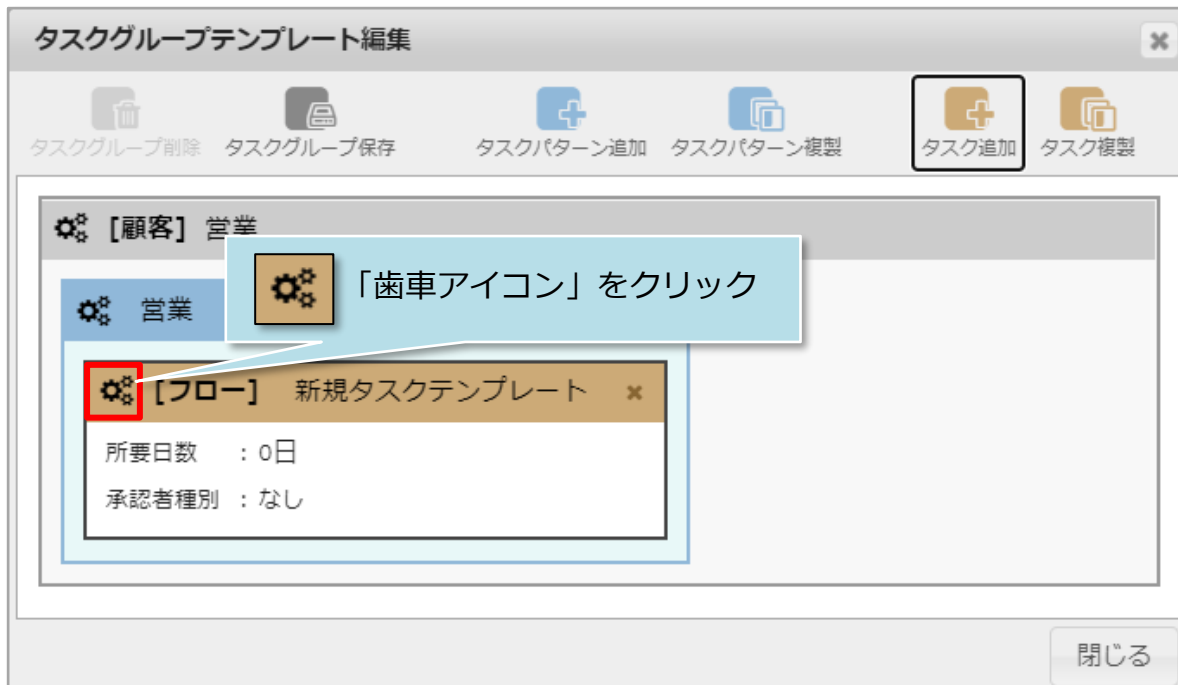 タスクグループテンプレート編集
タスクグループ削除 タスクグループ保存 タスクパターン追加 タスクパターン複製 タスク追加 タスク複製
[顧客] 営業
「歯車アイコン」をクリック
営業
[フロー] 新規タスクテンプレート
所要日数 : 0日
承認者種別 : なし
閉じる